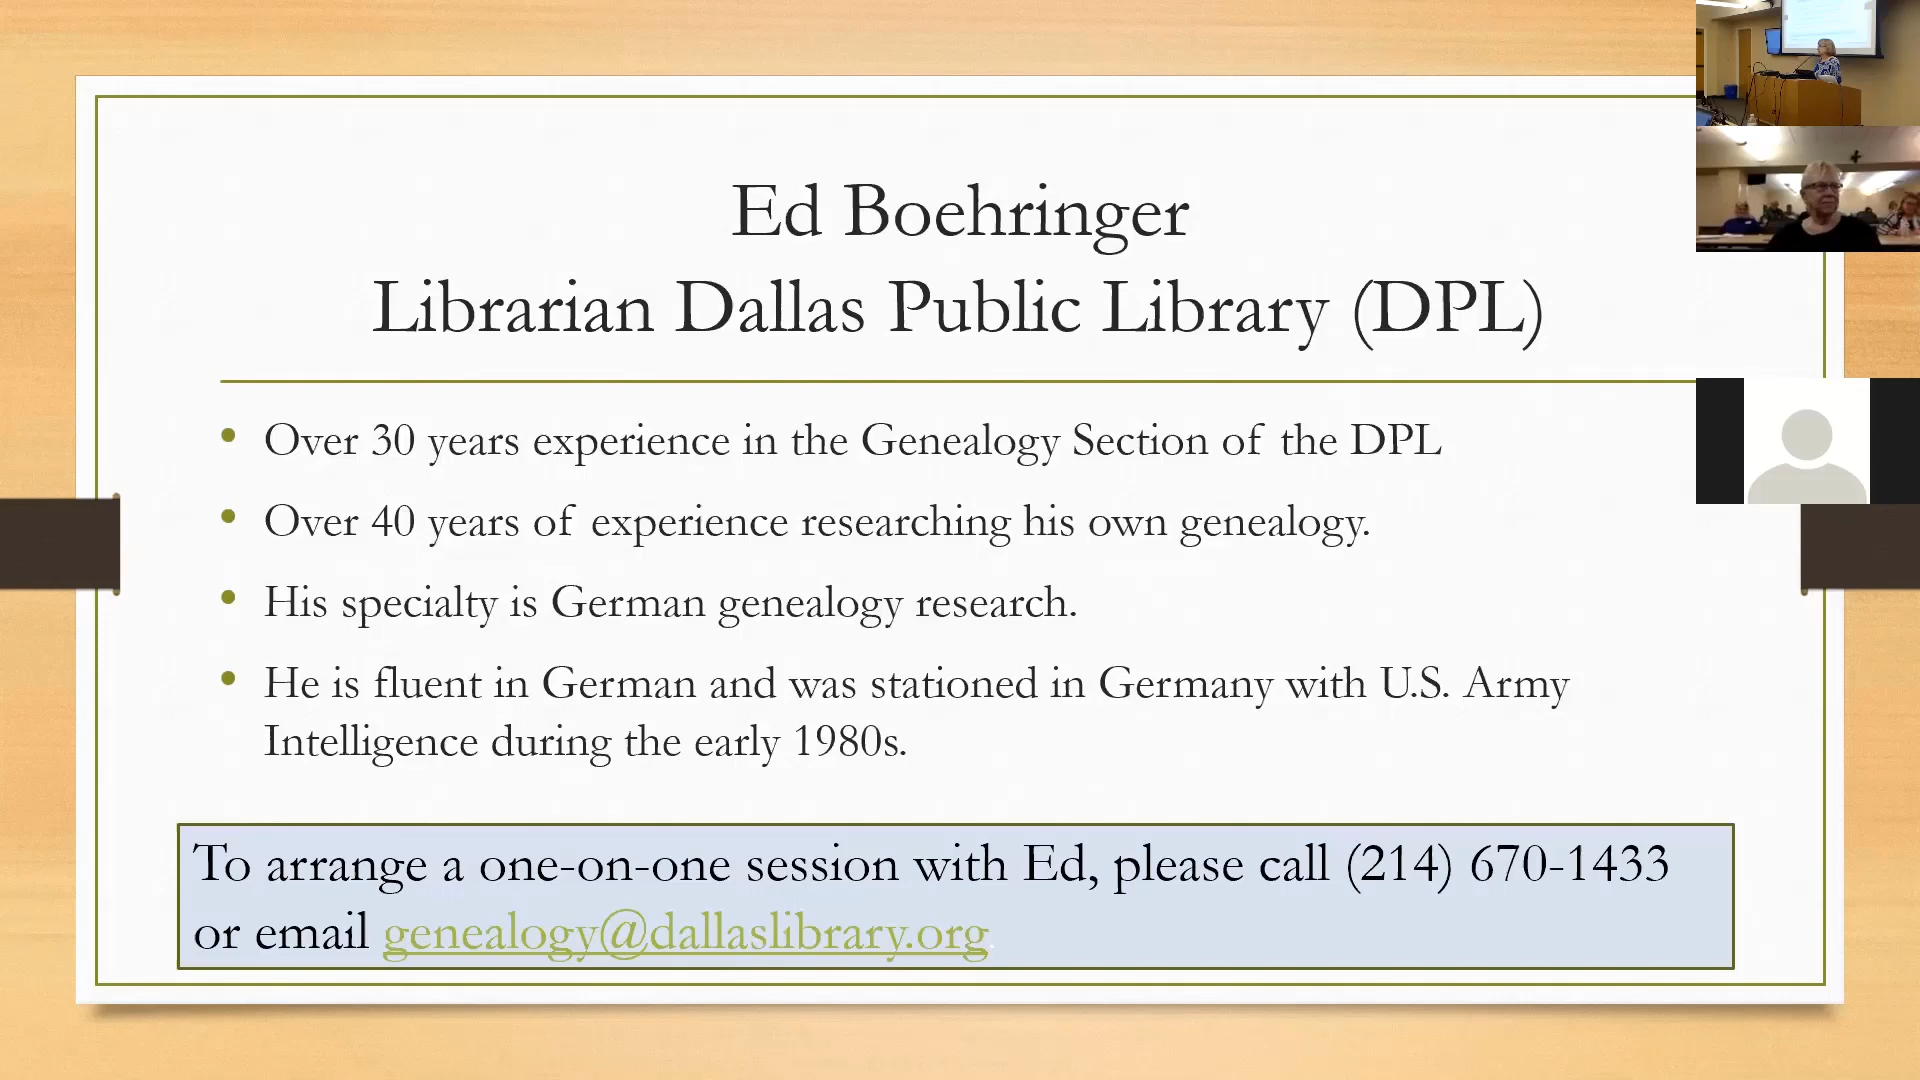 Ed Boehringer
Librarian Dallas Public Library (DPL)
• Over 30 years experience in the Genealogy Section of the DPL
• Over 40 years of experience researching his own genealogy.
• His specialty is German genealogy research.
• He is fluent in German and was stationed in Germany with U.S. Army
Intelligence during the early 1980s.
To arrange a one-on-one session with Ed, please call (214) 670-1433
or email genealogy@dallaslibrary.org.